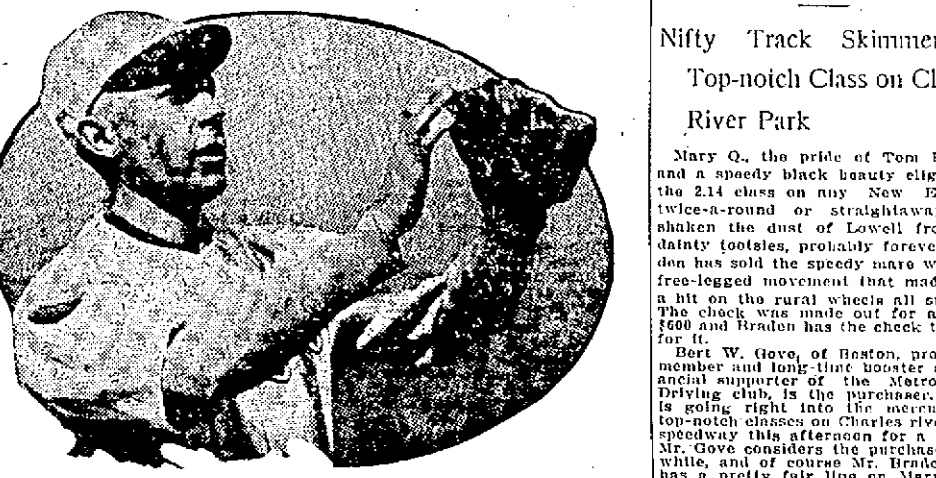 Nifty Track Skimmer
Top-notch Class on Cl
River Park
Mary Q., the pride of Tom
and a speedy black beauty elig
the 2.14 class on any New E
twice-a-round or straightawa
shaken the dust of Lowell fro
dainty tootsies, probably foreve
den has sold the speedy mare w
free-legged movement that mad
a hit on the rural wheels all s
The check was made out for a
$600 and Braden has the check t
for it.
Bert W. Gove, of Boston, pro
member and long-time booster
ancial supporter of the Metro
Driving club, is the purchaser.
is going right into the mercu
top-notch classes on Charles rive
speedway this afternoon for a
Mr. Gove considers the purchas
while, and of course Mr. Brade
has a pretty fair line on Mary